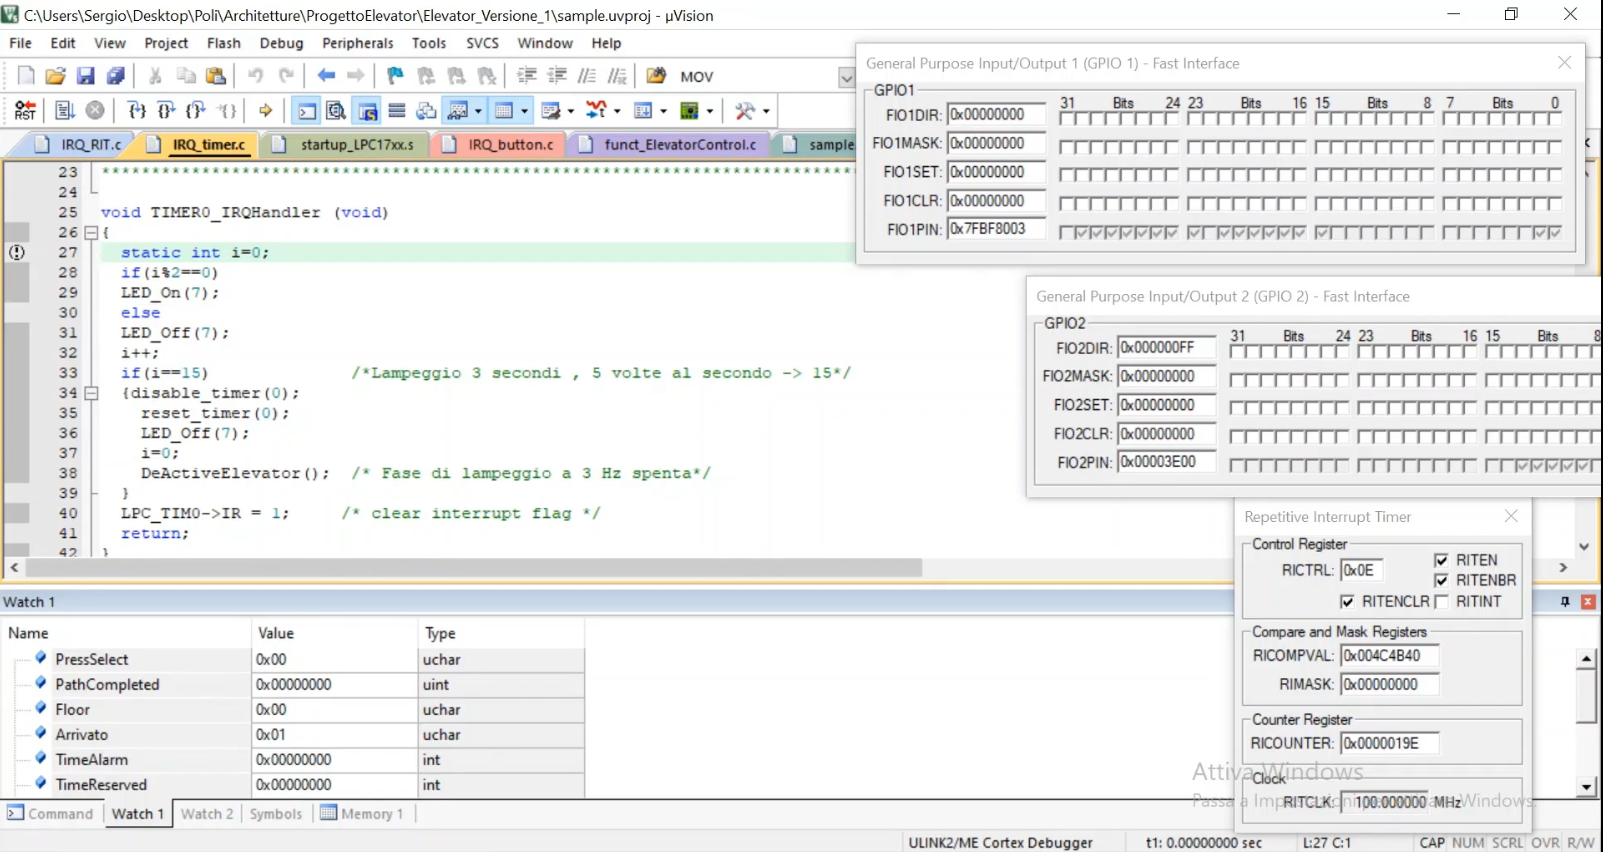 C:\Users\Sergio\Desktop\Poli\Architetture\ProgettoElevator\Elevator_Versione_1\sample.uvproj - µVision
File Edit View Project Flash Debug Peripherals Tools SVCS Window Help
MOV
RST
IRQ_RIT.c IRQ_timer.c startup_LPC17xx.s IRQ_button.c funct_ElevatorControl.c sample.
23 ******************************************************************************
24
25 void TIMER0_IRQHandler (void)
26 {
27 static int i=0;
28 if(i%2==0)
29 LED_On(7);
30 else
31 LED_Off(7);
32 i++;
33 if(i==15) /*Lampeggio 3 secondi , 5 volte al secondo -> 15*/
34 {disable_timer(0);
35 reset_timer(0);
36 LED_Off(7);
37 i=0;
38 DeActiveElevator(); /* Fase di lampeggio a 3 Hz spenta*/
39 }
40 LPC_TIM0->IR = 1; /* clear interrupt flag */
41 return;
42 }
General Purpose Input/Output 1 (GPIO 1) - Fast Interface
GPIO1
31 Bits 24 23 Bits 16 15 Bits 8 7 Bits 0
FIO1DIR: 0x00000000
FIO1MASK: 0x00000000
FIO1SET: 0x00000000
FIO1CLR: 0x00000000
FIO1PIN: 0x7FBF8003
General Purpose Input/Output 2 (GPIO 2) - Fast Interface
GPIO2
31 Bits 24 23 Bits 16 15 Bits 8
FIO2DIR: 0x000000FF
FIO2MASK: 0x00000000
FIO2SET: 0x00000000
FIO2CLR: 0x00000000
FIO2PIN: 0x00003E00
Repetitive Interrupt Timer
Control Register
RICTRL: 0x0E
RITEN
RITENBR
RITENCLR RITINT
Compare and Mask Registers
RICOMPVAL: 0x004C4B40
RIMASK: 0x00000000
Counter Register
RICOUNTER: 0x0000019E
Clock
RITCLK: 100.000000 MHz
Attiva Windows
Passa a Impostazioni per attivare Windows.
Watch 1
Name Value Type
PressSelect 0x00 uchar
PathCompleted 0x00000000 uint
Floor 0x00 uchar
Arrivato 0x01 uchar
TimeAlarm 0x00000000 int
TimeReserved 0x00000000 int
Command Watch 1 Watch 2 Symbols Memory 1
ULINK2/ME Cortex Debugger t1: 0.00000000 sec L:27 C:1 CAP NUM SCRL OVR R/W